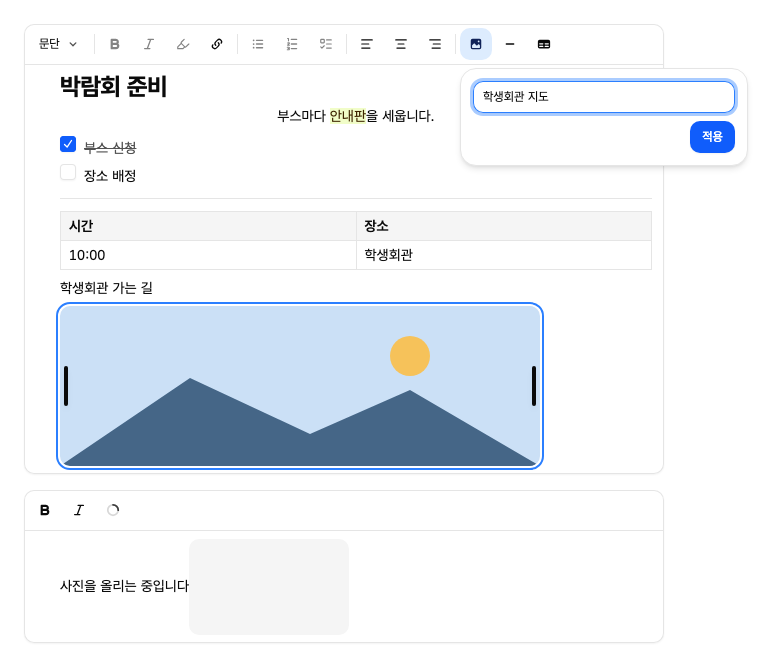 문단
B I
학생회관 지도
적용
박람회 준비
부스마다 안내판을 세웁니다.
부스 신청
장소 배정
시간 장소
10:00 학생회관
학생회관 가는 길
B I
사진을 올리는 중입니다